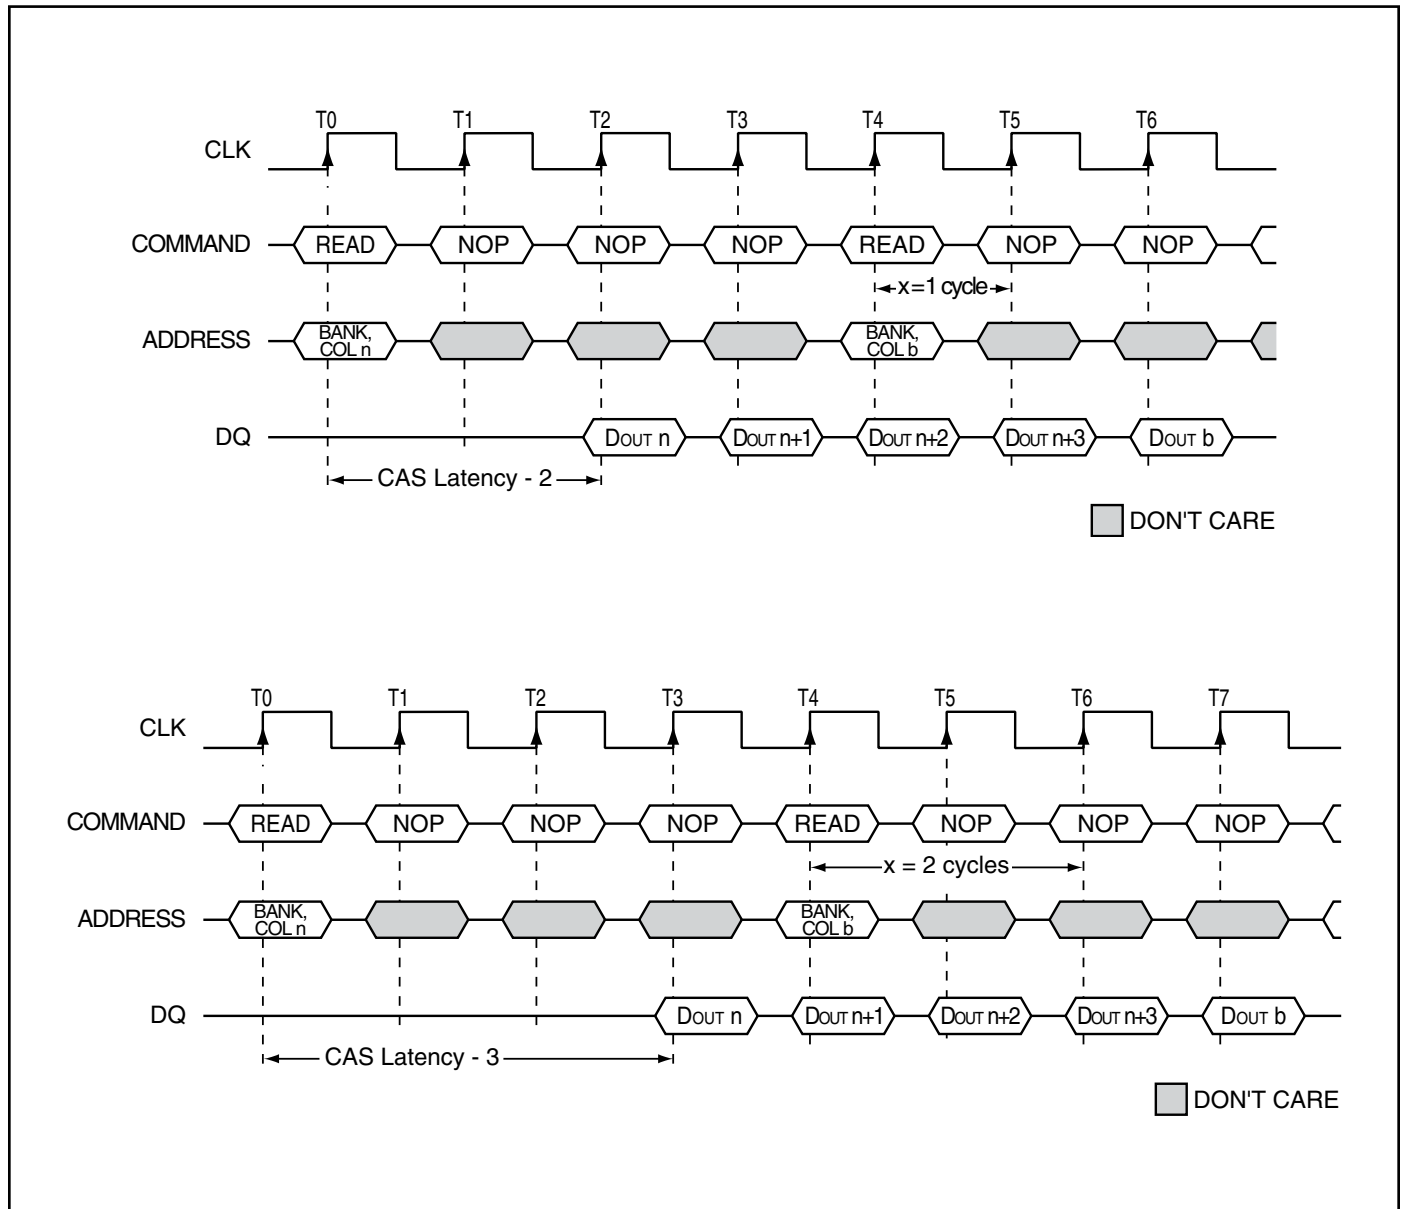 T0 T1 T2 T3 T4 T5 T6
CLK
COMMAND READ NOP NOP NOP READ NOP NOP
x=1 cycle
ADDRESS BANK, COL n BANK, COL b
DQ DOUT n DOUT n+1 DOUT n+2 DOUT n+3 DOUT b
CAS Latency - 2
DON'T CARE
T0 T1 T2 T3 T4 T5 T6 T7
CLK
COMMAND READ NOP NOP NOP READ NOP NOP NOP
x = 2 cycles
ADDRESS BANK, COL n BANK, COL b
DQ DOUT n DOUT n+1 DOUT n+2 DOUT n+3 DOUT b
CAS Latency - 3
DON'T CARE